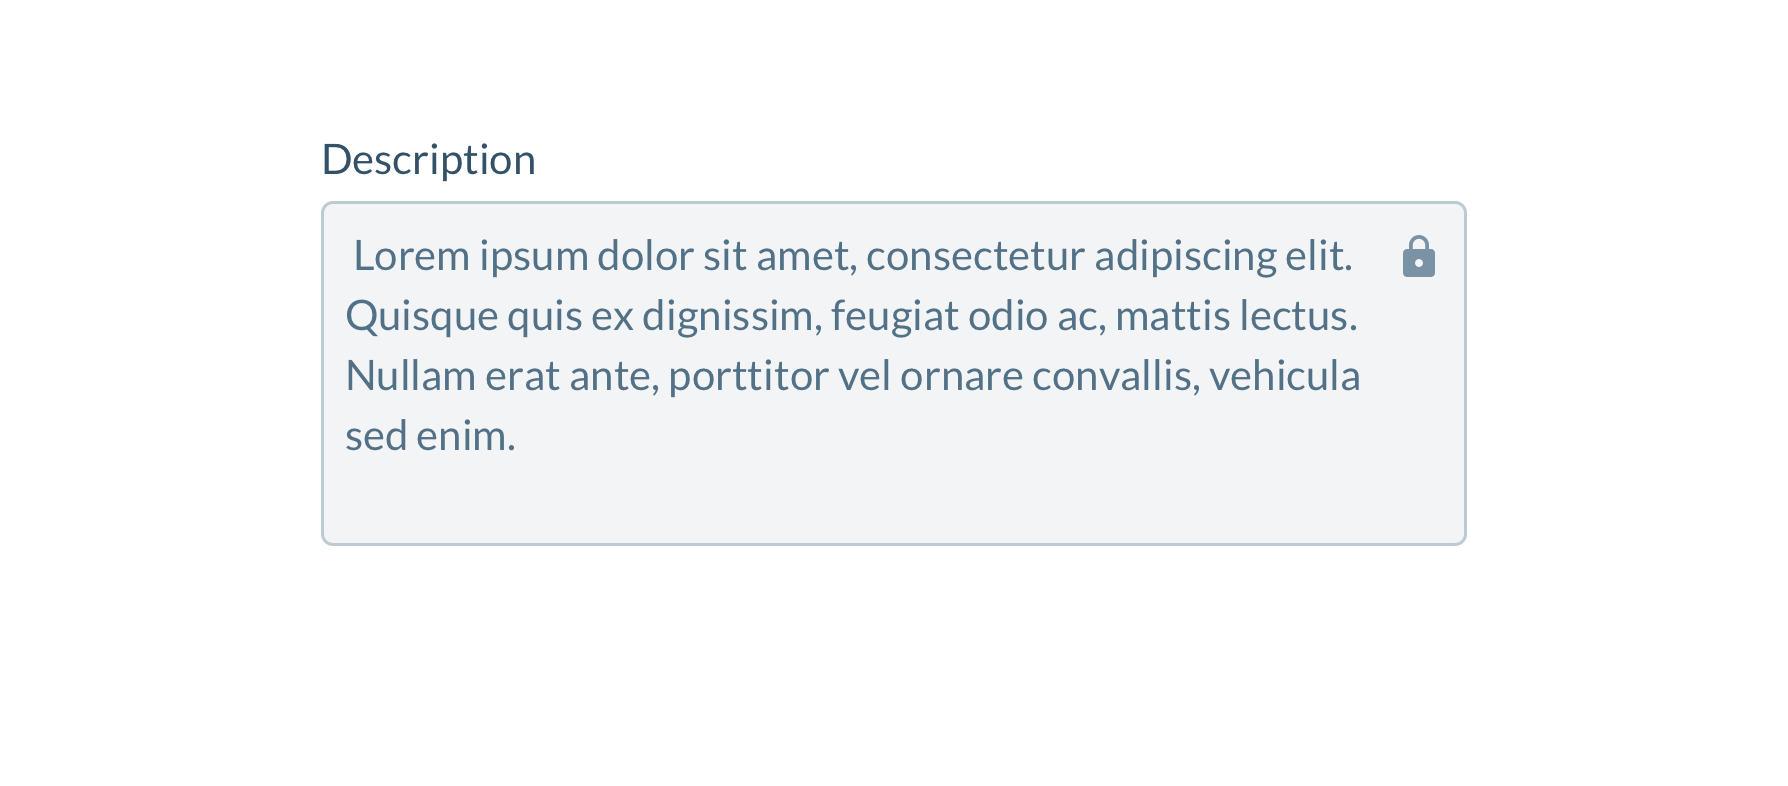 Description
Lorem ipsum dolor sit amet, consectetur adipiscing elit.
Quisque quis ex dignissim, feugiat odio ac, mattis lectus.
Nullam erat ante, porttitor vel ornare convallis, vehicula
sed enim.